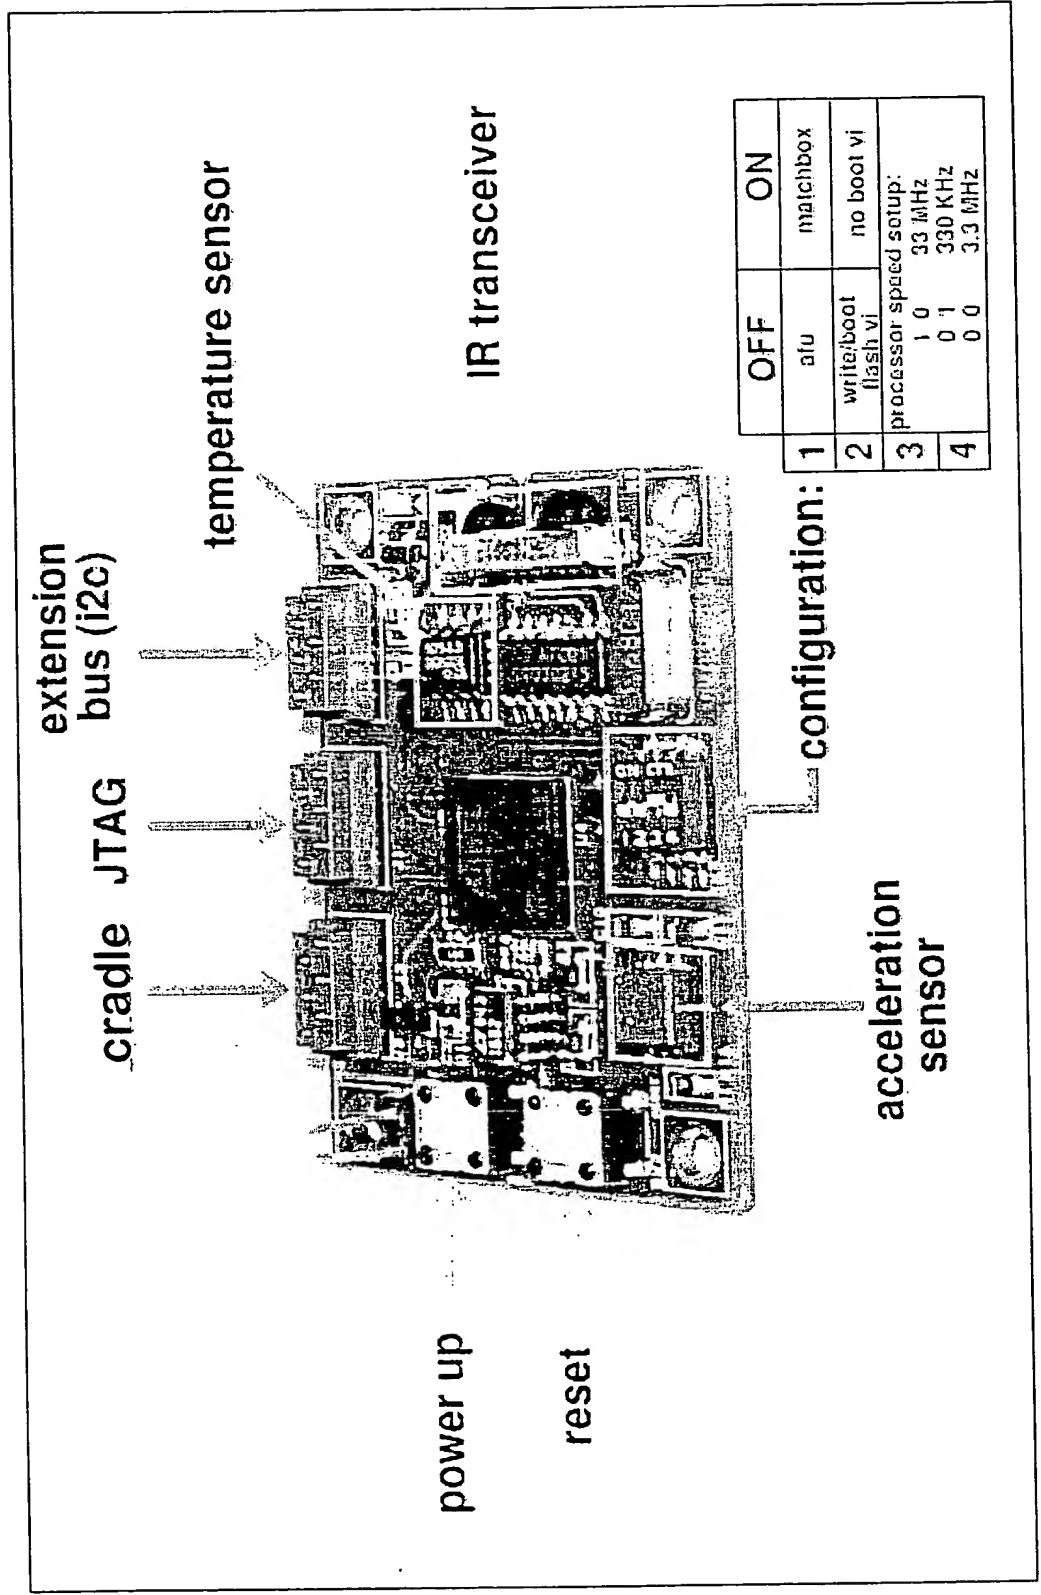 extension
bus (i2c)
cradle JTAG
temperature sensor
IR transceiver
power up
reset
acceleration
sensor
configuration:
OFF ON
1 afu matchbox
2 write/boot no boot vi
flash vi
3 processor speed setup:
1 0 33 MHz
4 0 1 330 KHz
0 0 3.3 MHz